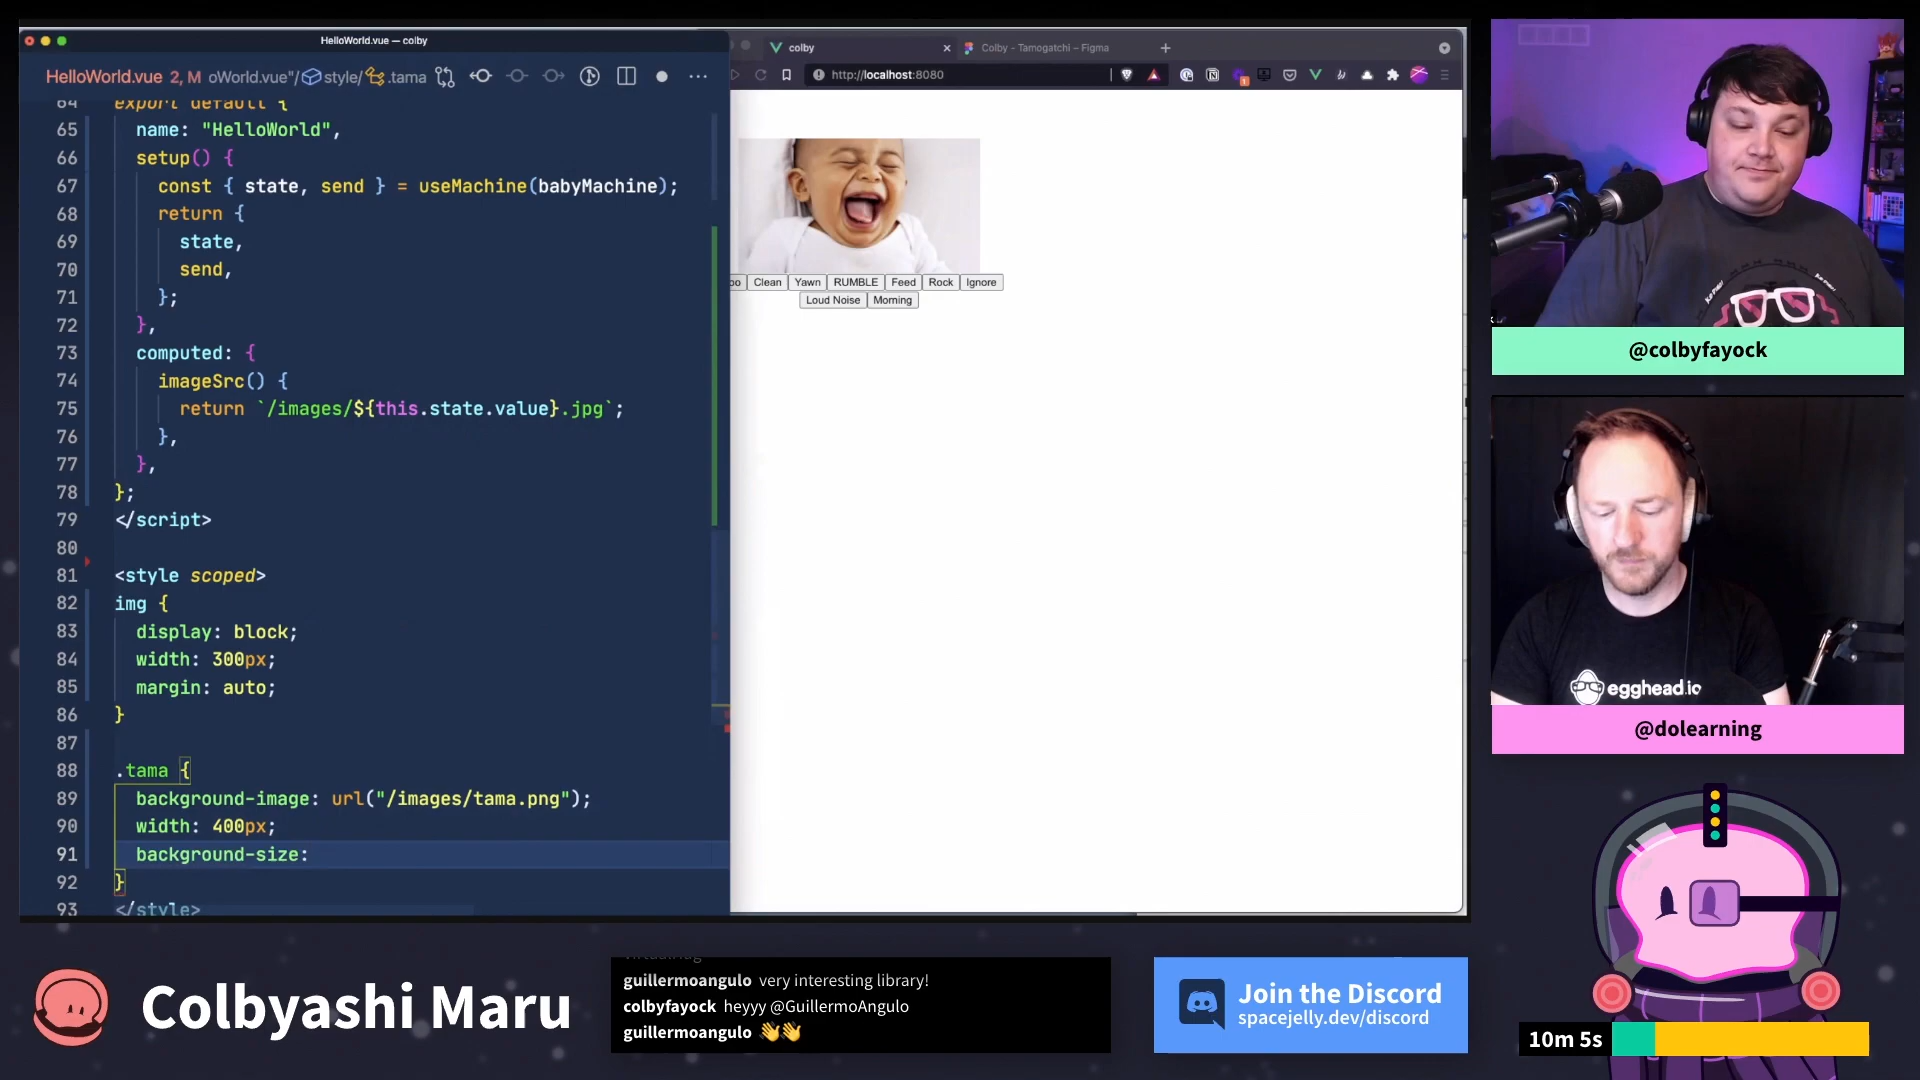 HelloWorld.vue — colby
HelloWorld.vue 2, M oWorld.vue"/ style/ .tama
64 export default {
65 name: "HelloWorld",
66 setup() {
67 const { state, send } = useMachine(babyMachine);
68 return {
69 state,
70 send,
71 };
72 },
73 computed: {
74 imageSrc() {
75 return `/images/${this.state.value}.jpg`;
76 },
77 },
78 };
79 </script>
80
81 <style scoped>
82 img {
83 display: block;
84 width: 300px;
85 margin: auto;
86 }
87
88 .tama {
89 background-image: url("/images/tama.png");
90 width: 400px;
91 background-size:
92 }
93 </style>
colby
Colby - Tamogatchi – Figma
http://localhost:8080
oo Clean Yawn RUMBLE Feed Rock Ignore
Loud Noise Morning
@colbyfayock
egghead.io
@dolearning
Colbyashi Maru
guillermoangulo very interesting library!
colbyfayock heyyy @GuillermoAngulo
guillermoangulo 👋👋
Join the Discord
spacejelly.dev/discord
10m 5s